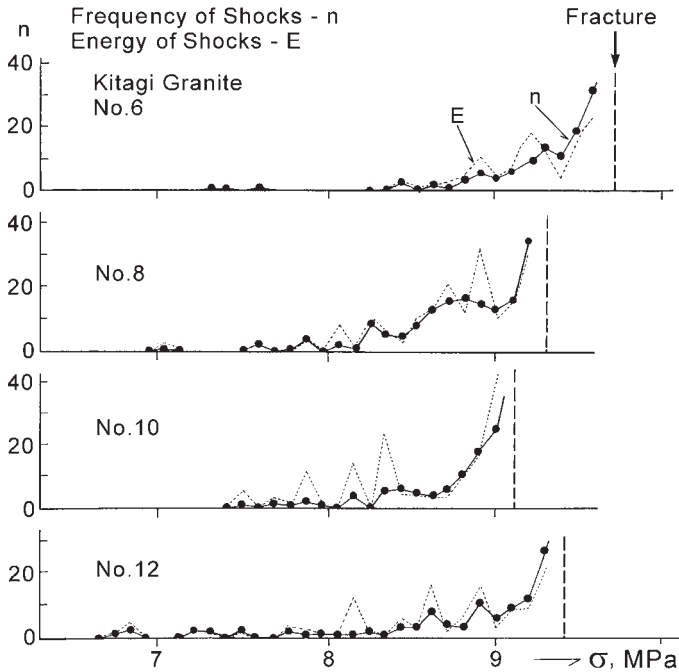 Frequency of Shocks - n
Energy of Shocks - E
Fracture
n
40
20
0
Kitagi Granite
No.6
E
n
40
20
0
No.8
40
20
0
No.10
20
0
No.12
7
8
9
σ, MPa